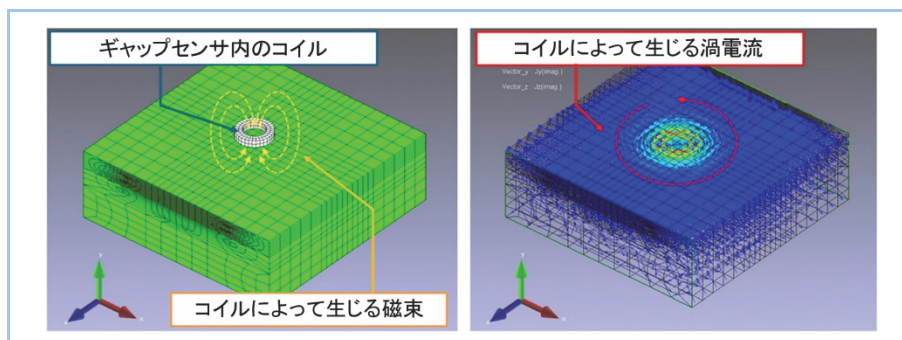 ギャップセンサ内のコイル
コイルによって生じる磁束
コイルによって生じる渦電流
Vector_y : Jy(imag.)
Vector_z : Jz(imag.)